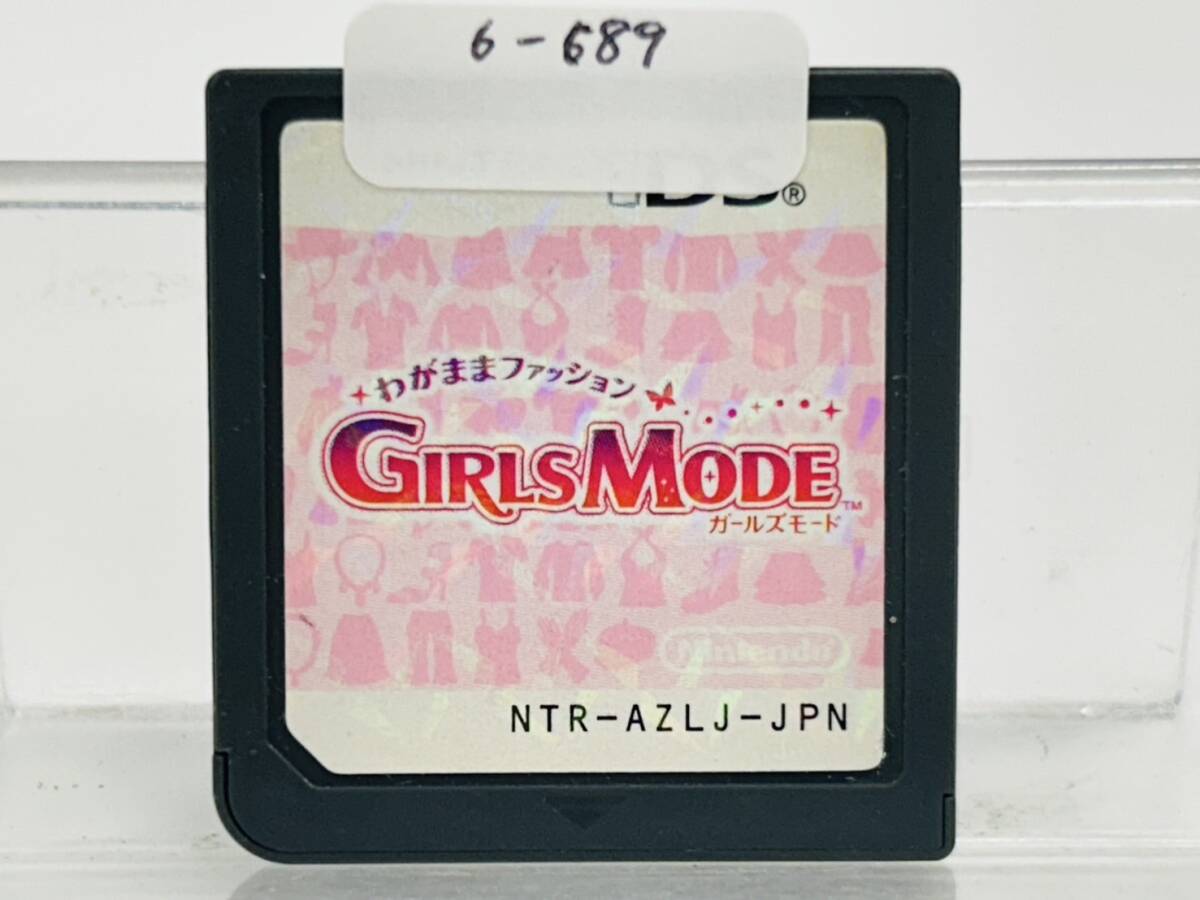 6-689
DS®
わがままファッション
GIRLSMODE™
ガールズモード
Nintendo
NTR-AZLJ-JPN